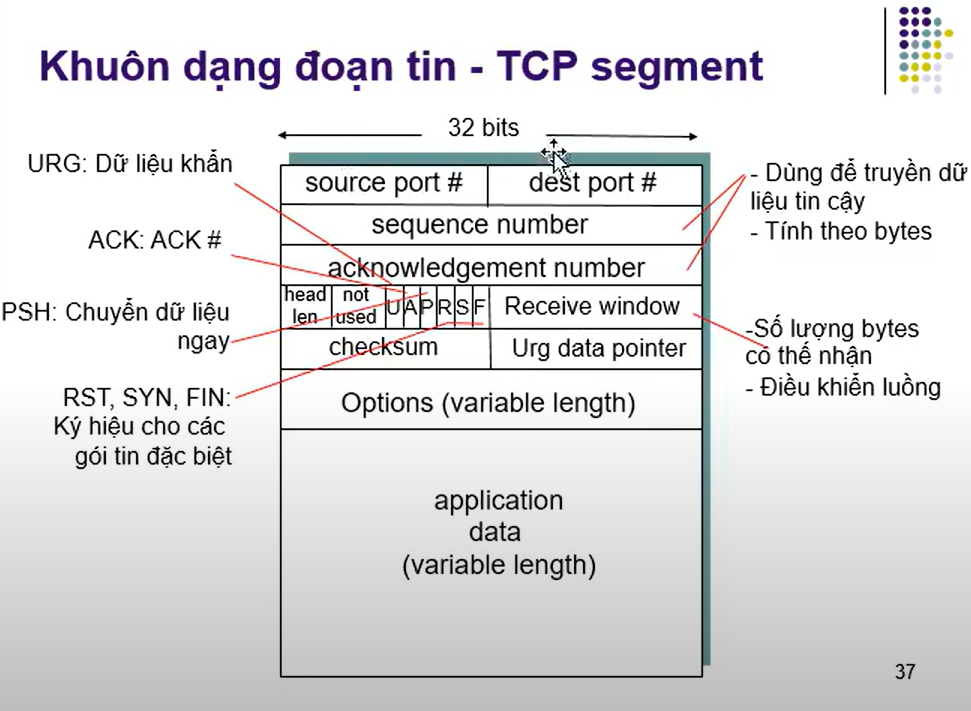 Khuôn dạng đoạn tin - TCP segment
32 bits
URG: Dữ liệu khẩn
ACK: ACK #
PSH: Chuyển dữ liệu
ngay
RST, SYN, FIN:
Ký hiệu cho các
gói tin đặc biệt
source port #
dest port #
sequence number
acknowledgement number
head
len
not
used
U
A
P
R
S
F
Receive window
checksum
Urg data pointer
Options (variable length)
application
data
(variable length)
- Dùng để truyền dữ
liệu tin cậy
- Tính theo bytes
-Số lượng bytes
có thể nhận
- Điều khiển luồng
37